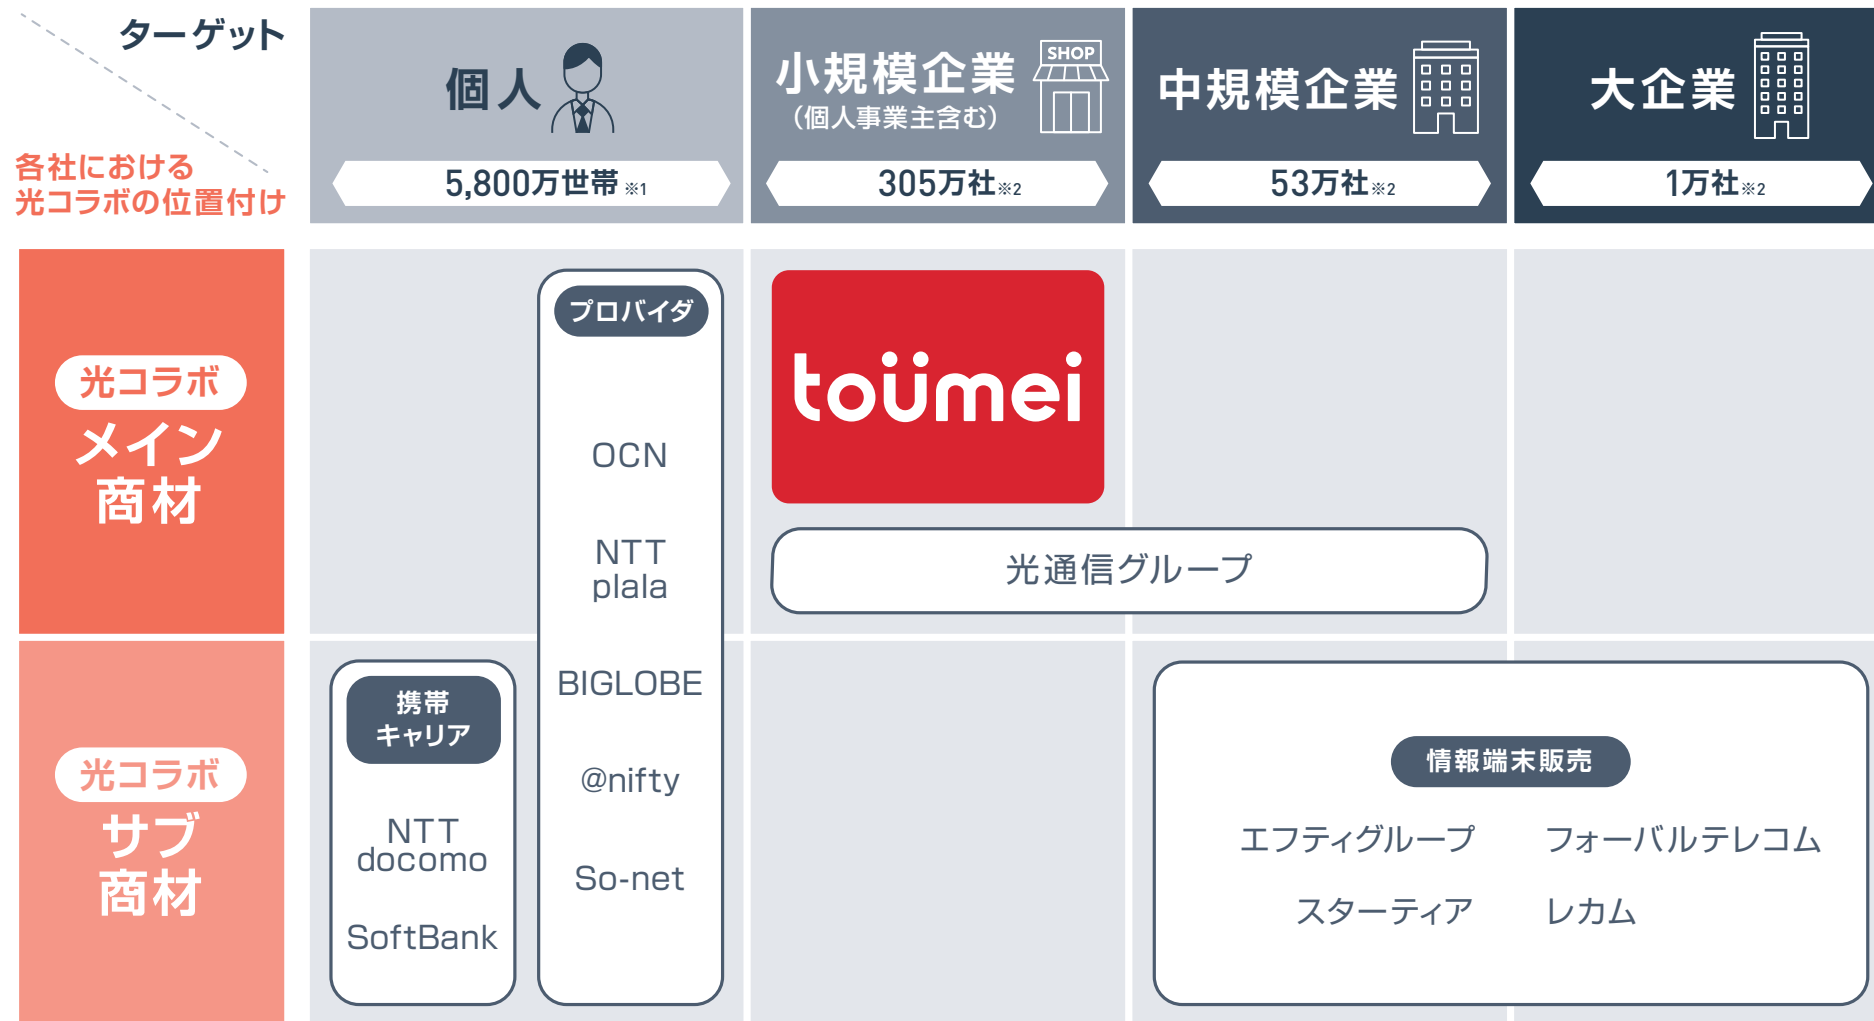 ターゲット
各社における
光コラボの位置付け
個人
5,800万世帯※1
小規模企業
(個人事業主含む)
SHOP
305万社※2
中規模企業
53万社※2
大企業
1万社※2
光コラボ
メイン
商材
プロバイダ
OCN
NTT
plala
BIGLOBE
@nifty
So-net
toümei
光通信グループ
光コラボ
サブ
商材
携帯
キャリア
NTT
docomo
SoftBank
情報端末販売
エフティグループ
フォーバルテレコム
スターティア
レカム